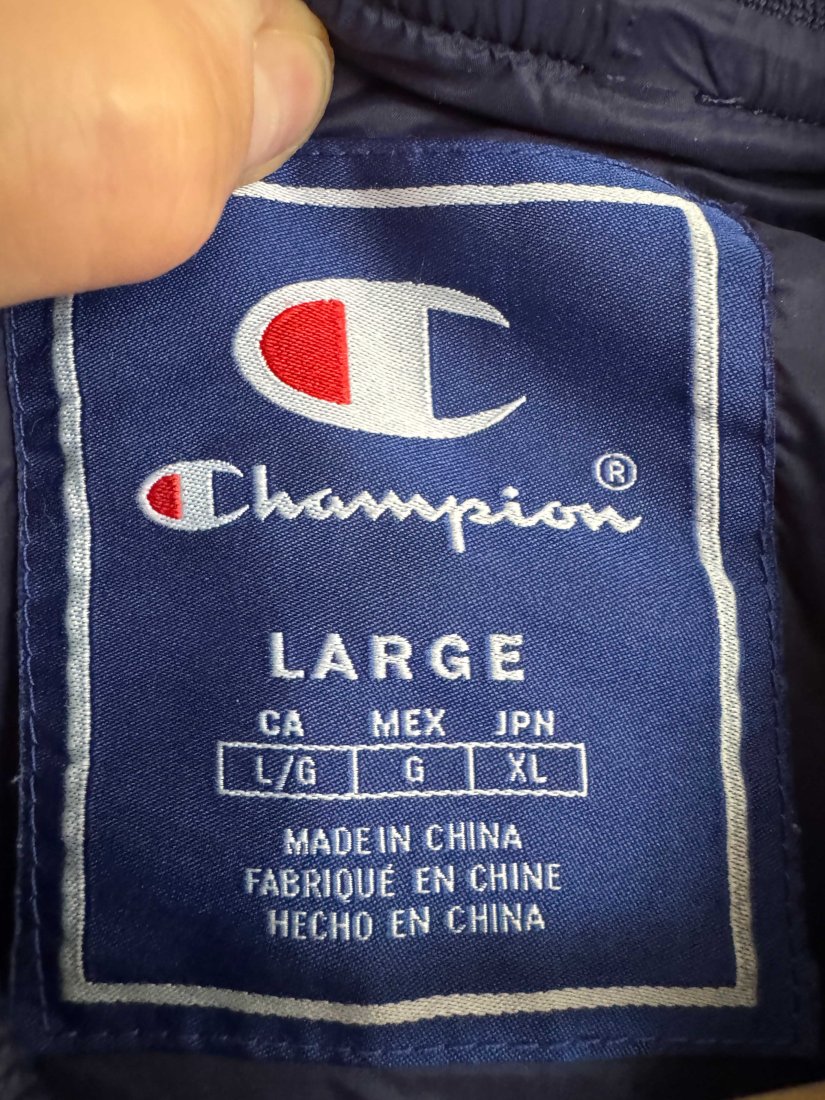 Champion®
LARGE
CA MEX JPN
L/G G XL
MADE IN CHINA
FABRIQUÉ EN CHINE
HECHO EN CHINA